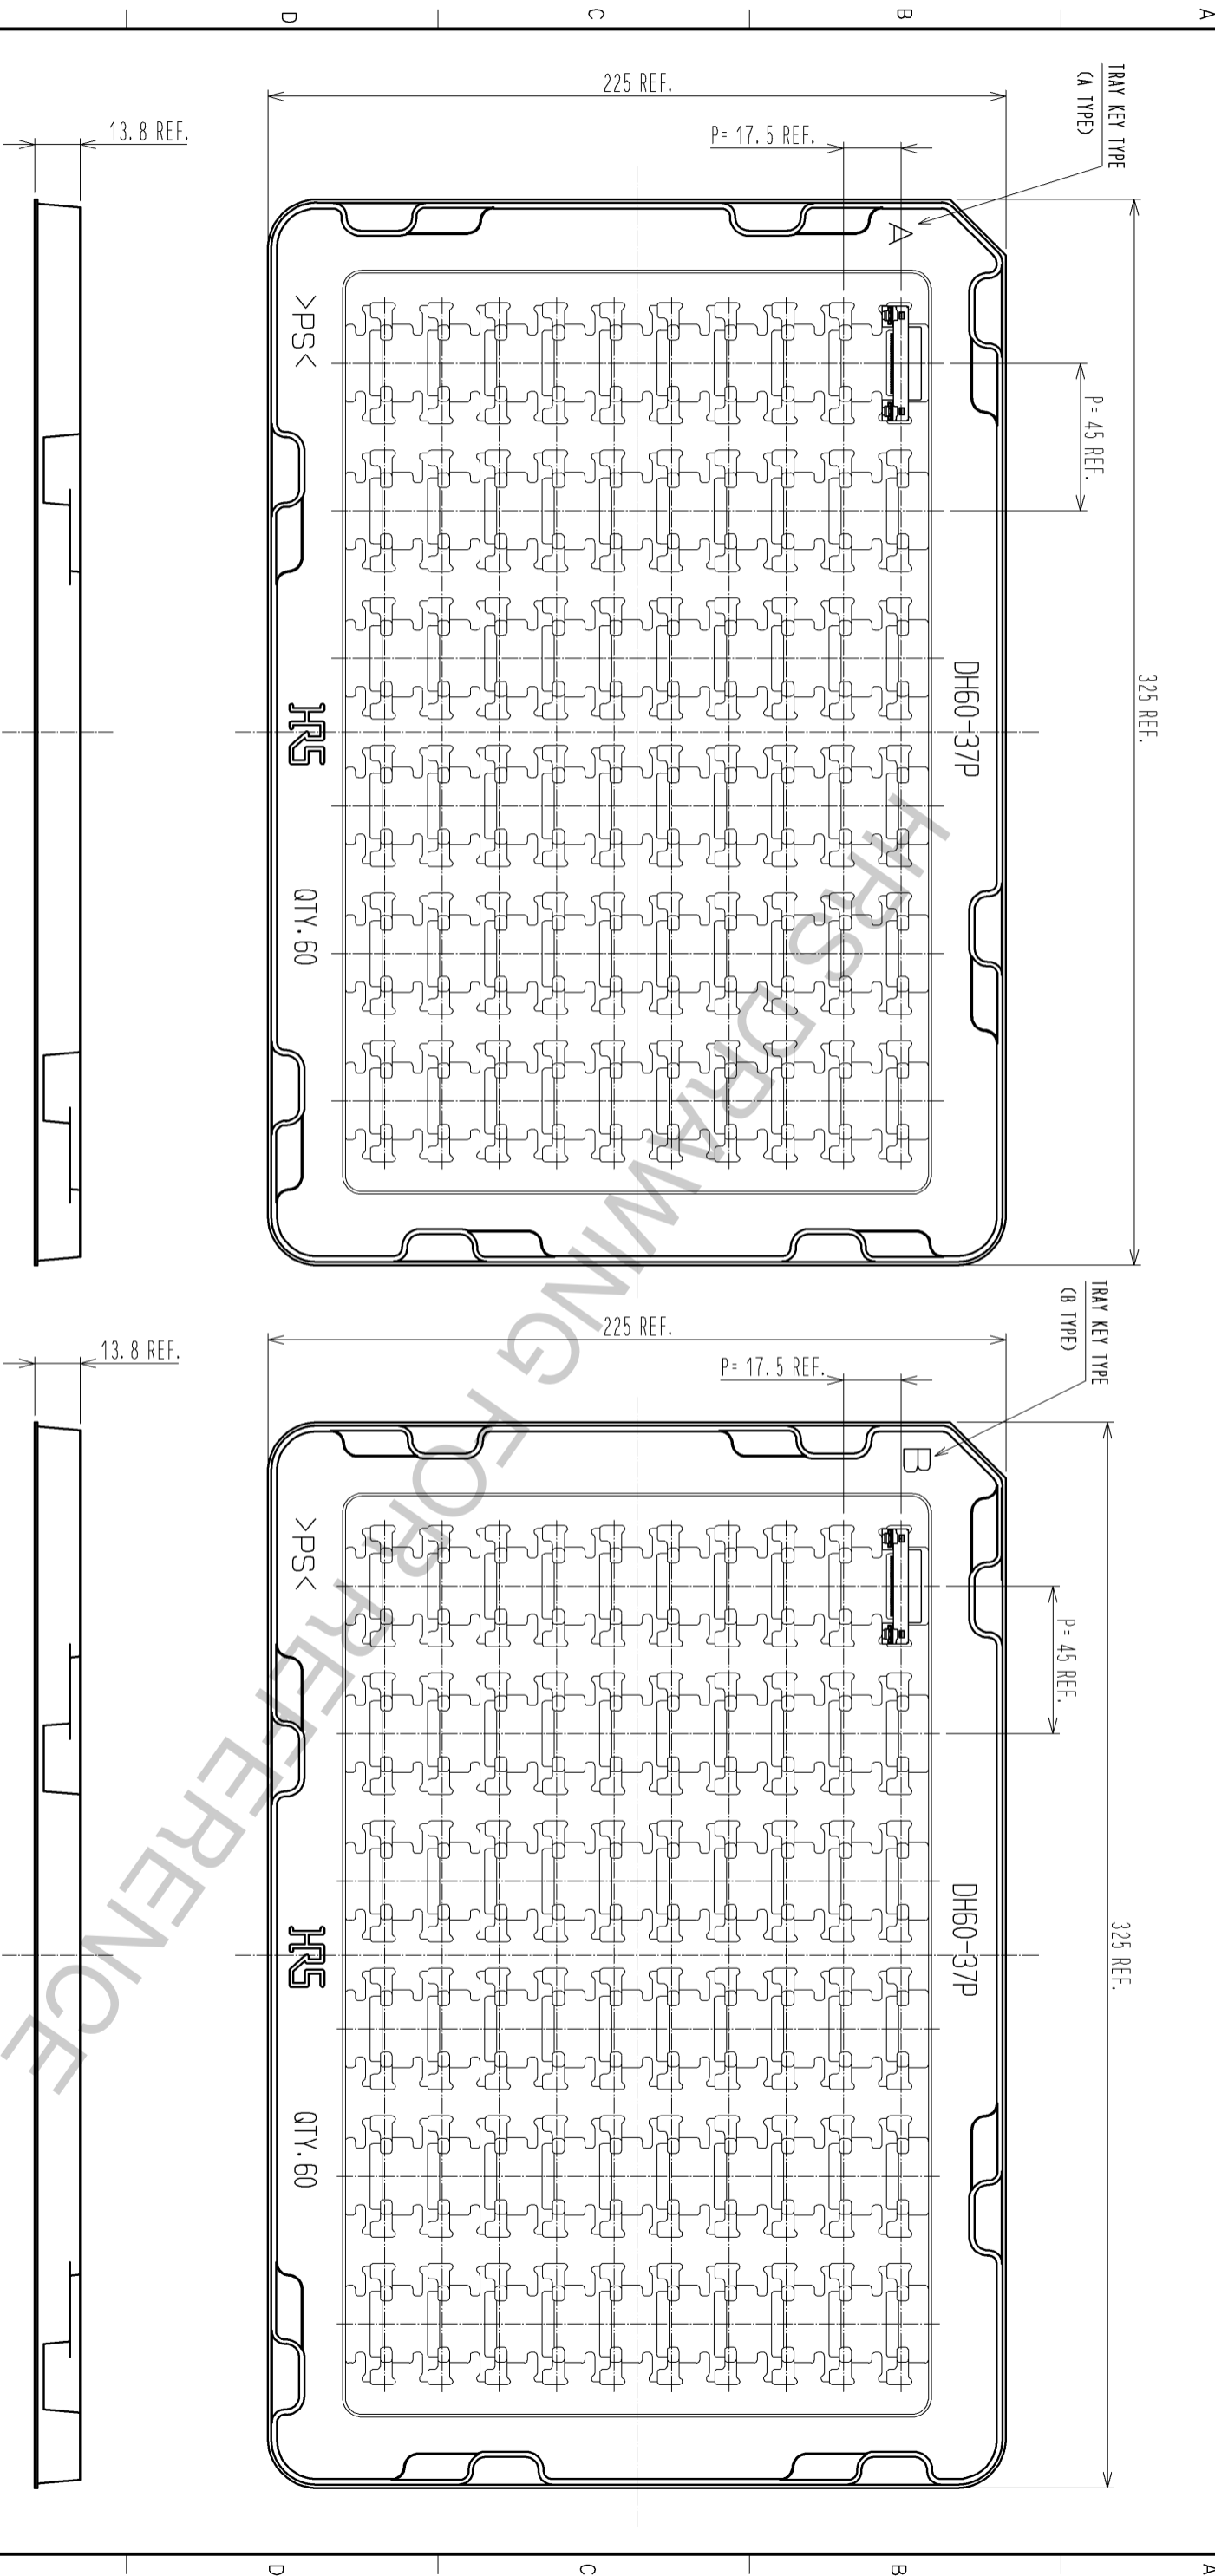 D
C
B
A
TRAY KEY TYPE
(A TYPE)
225 REF.
P= 17.5 REF.
13.8 REF.
A
P= 45 REF.
325 REF.
DH60-37P
>PS<
HRS
QTY.60
TRAY KEY TYPE
(B TYPE)
225 REF.
P= 17.5 REF.
13.8 REF.
B
P= 45 REF.
325 REF.
DH60-37P
>PS<
HRS
QTY.60
HRS DRAWING FOR REFERENCE
D
C
B
A